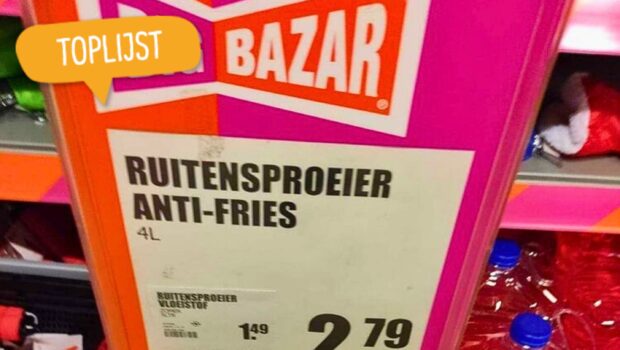 TOPLIJST
BAZAR
RUITENSPROEIER
ANTI-FRIES
4L
RUITENSPROEIER
VLOEISTOF
1.49
2.79